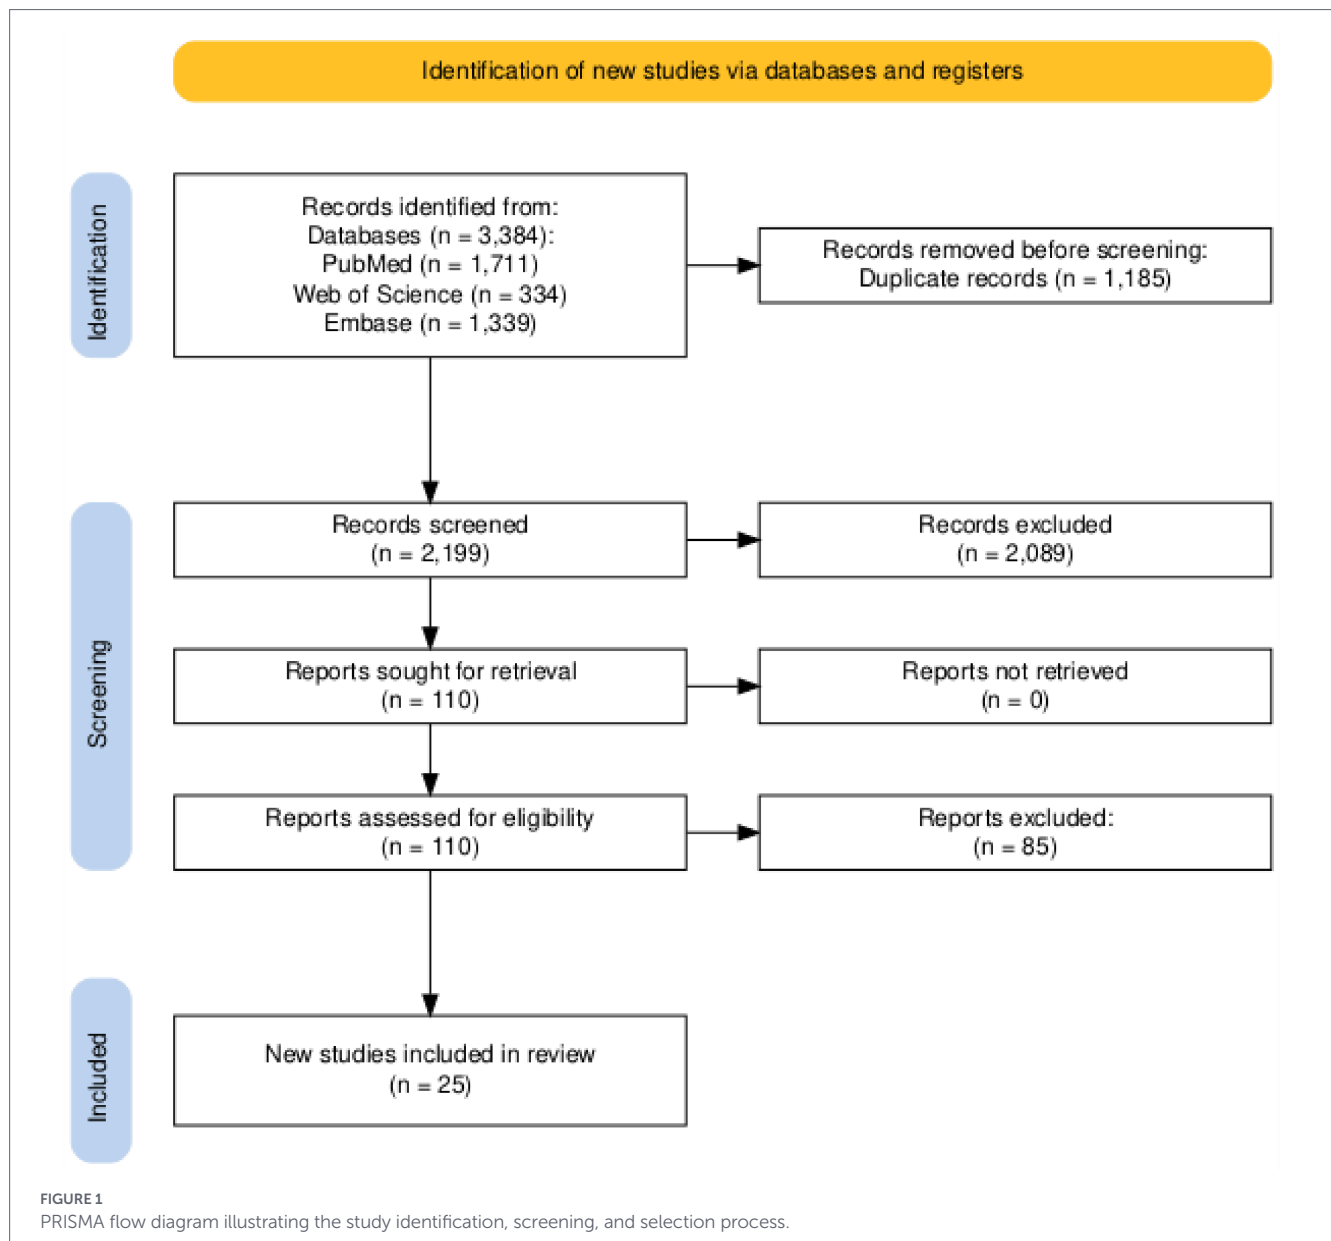 Identification of new studies via databases and registers
Identification
Records identified from:
Databases (n = 3,384):
PubMed (n = 1,711)
Web of Science (n = 334)
Embase (n = 1,339)
Records removed before screening:
Duplicate records (n = 1,185)
Screening
Records screened
(n = 2,199)
Records excluded
(n = 2,089)
Reports sought for retrieval
(n = 110)
Reports not retrieved
(n = 0)
Reports assessed for eligibility
(n = 110)
Reports excluded:
(n = 85)
Included
New studies included in review
(n = 25)
FIGURE 1
PRISMA flow diagram illustrating the study identification, screening, and selection process.